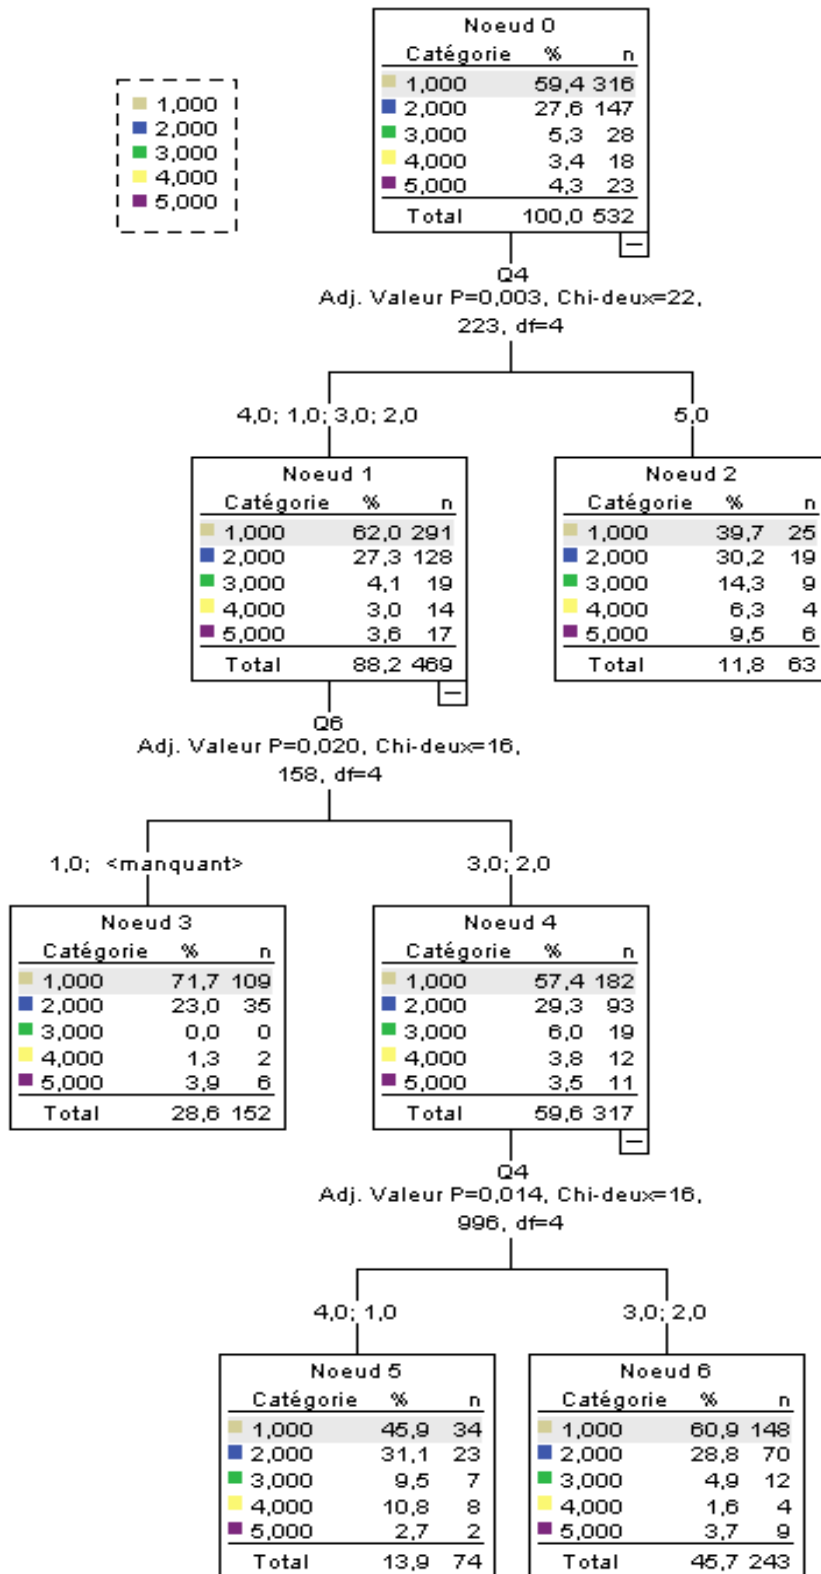 Noeud 0
Catégorie % n
1,000 59,4 316
2,000 27,6 147
3,000 5,3 28
4,000 3,4 18
5,000 4,3 23
Total 100,0 532
1,000
2,000
3,000
4,000
5,000
Q4
Adj. Valeur P=0,003, Chi-deux=22,
223, df=4
4,0; 1,0; 3,0; 2,0
5,0
Noeud 1
Catégorie % n
1,000 62,0 291
2,000 27,3 128
3,000 4,1 19
4,000 3,0 14
5,000 3,6 17
Total 88,2 469
Noeud 2
Catégorie % n
1,000 39,7 25
2,000 30,2 19
3,000 14,3 9
4,000 6,3 4
5,000 9,5 6
Total 11,8 63
Q6
Adj. Valeur P=0,020, Chi-deux=16,
158, df=4
1,0; <manquant>
3,0; 2,0
Noeud 3
Catégorie % n
1,000 71,7 109
2,000 23,0 35
3,000 0,0 0
4,000 1,3 2
5,000 3,9 6
Total 28,6 152
Noeud 4
Catégorie % n
1,000 57,4 182
2,000 29,3 93
3,000 6,0 19
4,000 3,8 12
5,000 3,5 11
Total 59,6 317
Q4
Adj. Valeur P=0,014, Chi-deux=16,
996, df=4
4,0; 1,0
3,0; 2,0
Noeud 5
Catégorie % n
1,000 45,9 34
2,000 31,1 23
3,000 9,5 7
4,000 10,8 8
5,000 2,7 2
Total 13,9 74
Noeud 6
Catégorie % n
1,000 60,9 148
2,000 28,8 70
3,000 4,9 12
4,000 1,6 4
5,000 3,7 9
Total 45,7 243